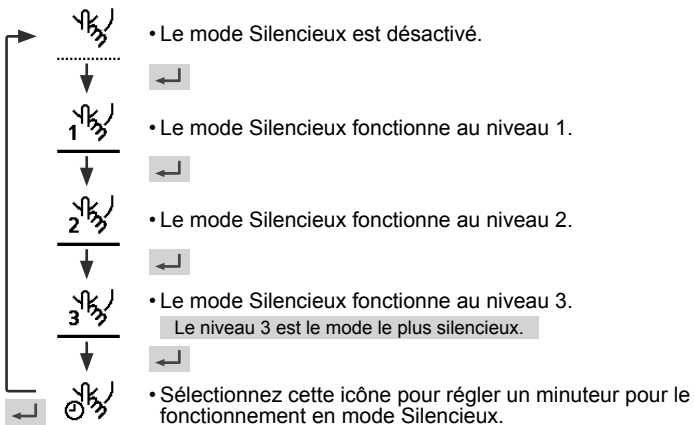 • Le mode Silencieux est désactivé.
1
• Le mode Silencieux fonctionne au niveau 1.
2
• Le mode Silencieux fonctionne au niveau 2.
3
• Le mode Silencieux fonctionne au niveau 3.
Le niveau 3 est le mode le plus silencieux.
• Sélectionnez cette icône pour régler un minuteur pour le
fonctionnement en mode Silencieux.